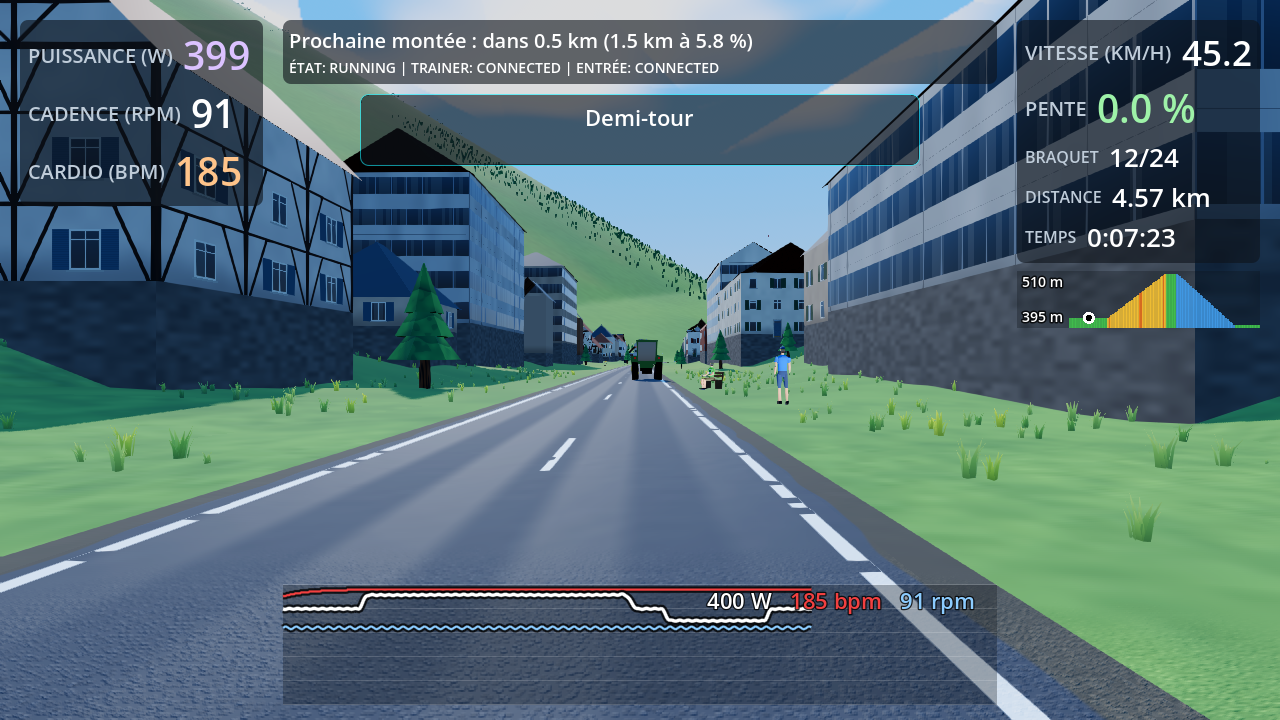 PUISSANCE (W) 399
CADENCE (RPM) 91
CARDIO (BPM) 185
Prochaine montée : dans 0.5 km (1.5 km à 5.8 %)
ÉTAT: RUNNING | TRAINER: CONNECTED | ENTRÉE: CONNECTED
Demi-tour
VITESSE (KM/H) 45.2
PENTE 0.0 %
BRAQUET 12/24
DISTANCE 4.57 km
TEMPS 0:07:23
510 m
395 m
400 W 185 bpm 91 rpm